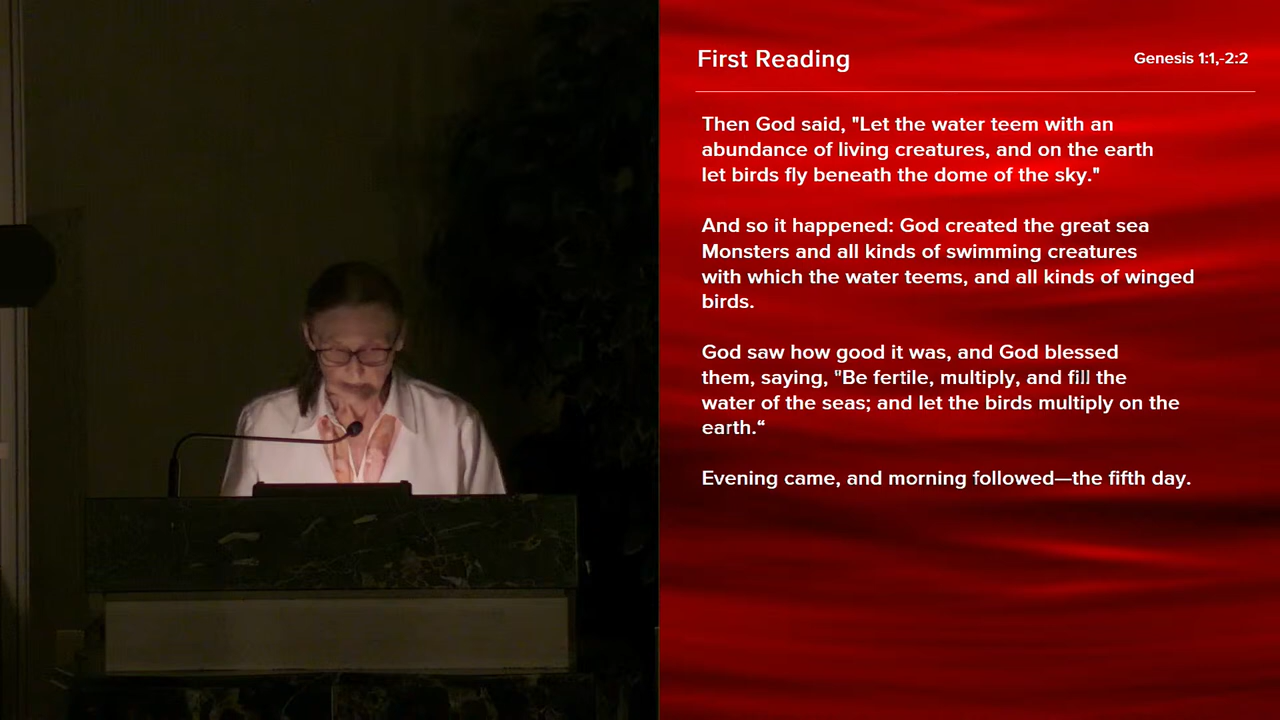 First Reading
Genesis 1:1,-2:2
Then God said, "Let the water teem with an
abundance of living creatures, and on the earth
let birds fly beneath the dome of the sky."
And so it happened: God created the great sea
Monsters and all kinds of swimming creatures
with which the water teems, and all kinds of winged
birds.
God saw how good it was, and God blessed
them, saying, "Be fertile, multiply, and fill the
water of the seas; and let the birds multiply on the
earth.“
Evening came, and morning followed—the fifth day.